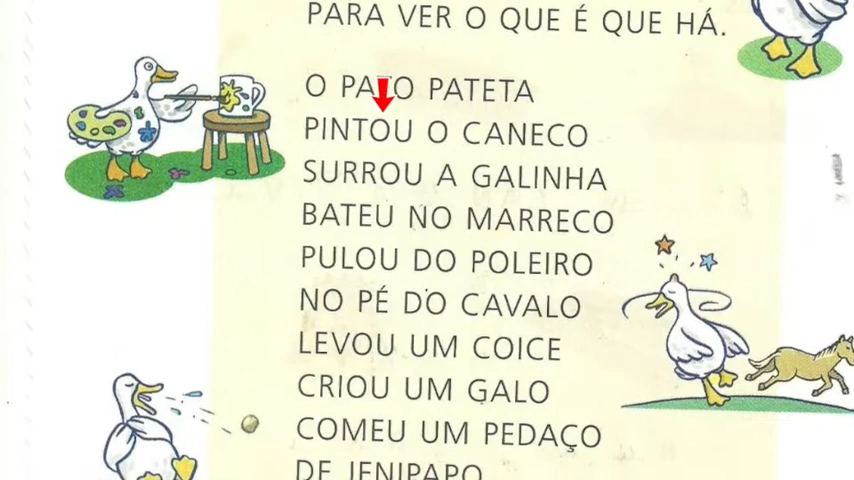 PARA VER O QUE É QUE HÁ.
O PATO PATETA
PINTOU O CANECO
SURROU A GALINHA
BATEU NO MARRECO
PULOU DO POLEIRO
NO PÉ DO CAVALO
LEVOU UM COICE
CRIOU UM GALO
COMEU UM PEDAÇO
DE JENIPAPO